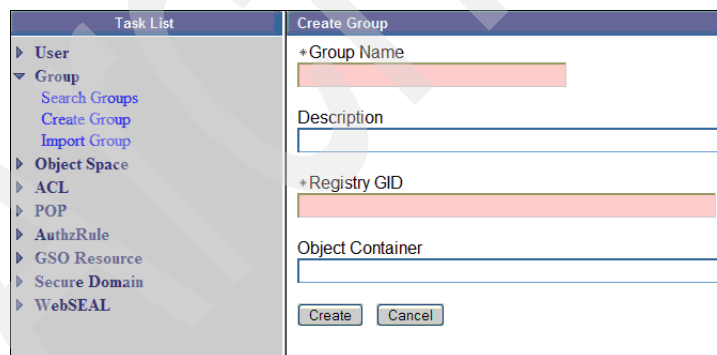 Task List
User
Group
Search Groups
Create Group
Import Group
Object Space
ACL
POP
AuthzRule
GSO Resource
Secure Domain
WebSEAL
Create Group
*Group Name
Description
*Registry GID
Object Container
Create Cancel